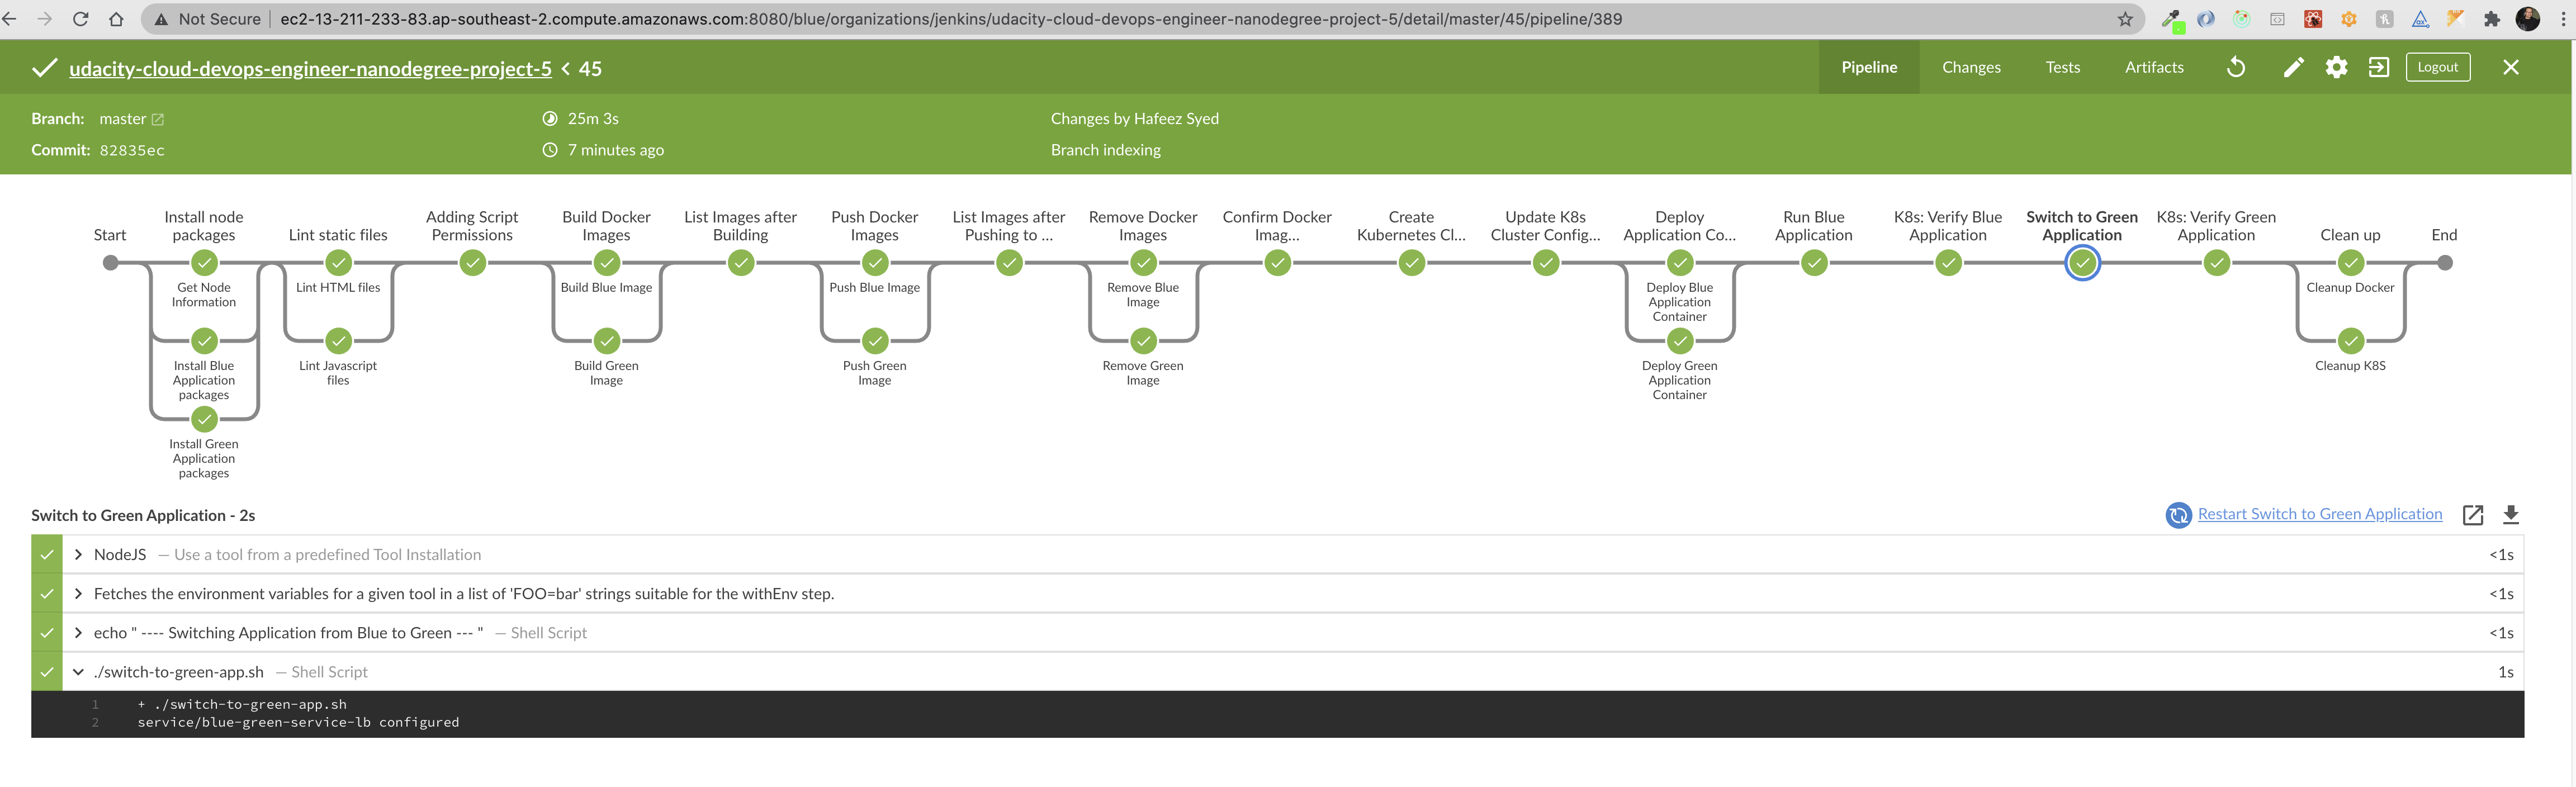 Not Secure
ec2-13-211-233-83.ap-southeast-2.compute.amazonaws.com:8080/blue/organizations/jenkins/udacity-cloud-devops-engineer-nanodegree-project-5/detail/master/45/pipeline/389
udacity-cloud-devops-engineer-nanodegree-project-5 < 45
Pipeline
Changes
Tests
Artifacts
Logout
Branch: master
25m 3s
Changes by Hafeez Syed
Commit: 82835ec
7 minutes ago
Branch indexing
Start
Install node
packages
Get Node
Information
Install Blue
Application
packages
Install Green
Application
packages
Lint static files
Lint HTML files
Lint Javascript
files
Adding Script
Permissions
Build Docker
Images
Build Blue Image
Build Green
Image
List Images after
Building
Push Docker
Images
Push Blue Image
Push Green
Image
List Images after
Pushing to ...
Remove Docker
Images
Remove Blue
Image
Remove Green
Image
Confirm Docker
Imag...
Create
Kubernetes Cl...
Update K8s
Cluster Config...
Deploy
Application Co...
Deploy Blue
Application
Container
Deploy Green
Application
Container
Run Blue
Application
K8s: Verify Blue
Application
Switch to Green
Application
K8s: Verify Green
Application
Clean up
Cleanup Docker
Cleanup K8S
End
Switch to Green Application - 2s
Restart Switch to Green Application
NodeJS — Use a tool from a predefined Tool Installation <1s
Fetches the environment variables for a given tool in a list of 'FOO=bar' strings suitable for the withEnv step. <1s
echo " ---- Switching Application from Blue to Green --- " — Shell Script <1s
./switch-to-green-app.sh — Shell Script 1s
1 + ./switch-to-green-app.sh
2 service/blue-green-service-lb configured